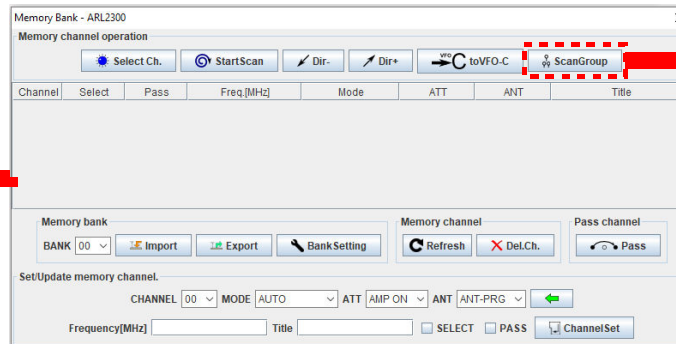 Memory Bank - ARL2300
Memory channel operation
Select Ch. StartScan Dir- Dir+ VFO C toVFO-C ScanGroup
Channel Select Pass Freq.[MHz] Mode ATT ANT Title
Memory bank Memory channel Pass channel
BANK 00 Import Export BankSetting Refresh Del.Ch. Pass
Set/Update memory channel.
CHANNEL 00 MODE AUTO ATT AMP ON ANT ANT-PRG
Frequency[MHz] Title SELECT PASS ChannelSet